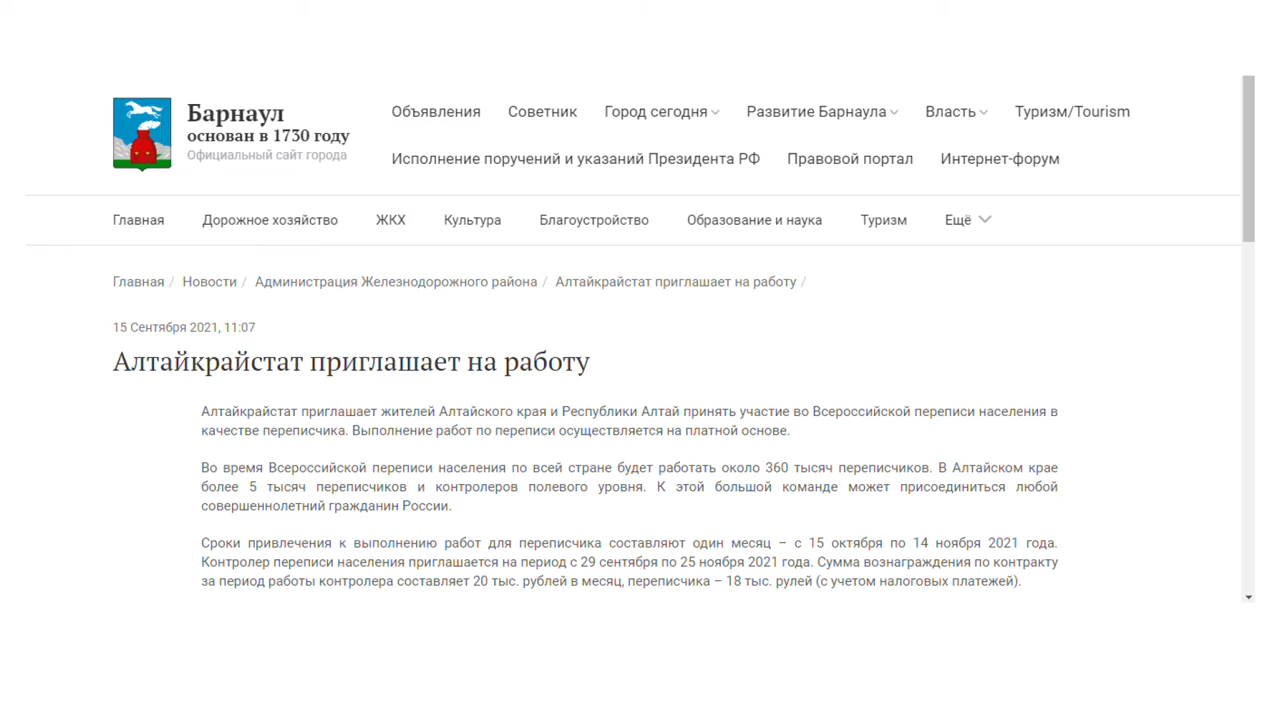 Барнаул
основан в 1730 году
Официальный сайт города
Объявления Советник Город сегодня Развитие Барнаула Власть Туризм/Tourism
Исполнение поручений и указаний Президента РФ Правовой портал Интернет-форум
Главная Дорожное хозяйство ЖКХ Культура Благоустройство Образование и наука Туризм Ещё
Главная / Новости / Администрация Железнодорожного района / Алтайкрайстат приглашает на работу /
15 Сентября 2021, 11:07
Алтайкрайстат приглашает на работу
Алтайкрайстат приглашает жителей Алтайского края и Республики Алтай принять участие во Всероссийской переписи населения в
качестве переписчика. Выполнение работ по переписи осуществляется на платной основе.
Во время Всероссийской переписи населения по всей стране будет работать около 360 тысяч переписчиков. В Алтайском крае
более 5 тысяч переписчиков и контролеров полевого уровня. К этой большой команде может присоединиться любой
совершеннолетний гражданин России.
Сроки привлечения к выполнению работ для переписчика составляют один месяц – с 15 октября по 14 ноября 2021 года.
Контролер переписи населения приглашается на период с 29 сентября по 25 ноября 2021 года. Сумма вознаграждения по контракту
за период работы контролера составляет 20 тыс. рублей в месяц, переписчика – 18 тыс. рулей (с учетом налоговых платежей).